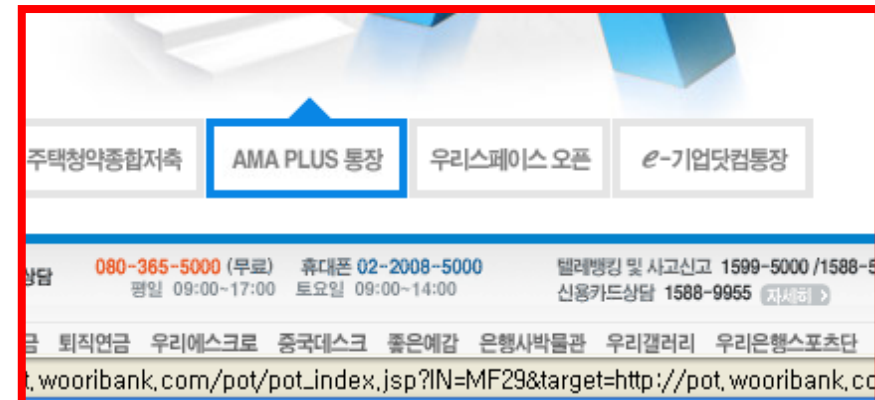 주택청약종합저축 AMA PLUS 통장 우리스페이스 오픈 e-기업닷컴통장
상담 080-365-5000 (무료) 휴대폰 02-2008-5000 텔레뱅킹 및 사고신고 1599-5000 /1588-5
평일 09:00~17:00 토요일 09:00~14:00 신용카드상담 1588-9955 자세히 >
금 퇴직연금 우리에스크로 중국데스크 좋은예감 은행사박물관 우리갤러리 우리은행스포츠단
t.wooribank.com/pot/pot_index.jsp?IN=MF29&target=http://pot.wooribank.co